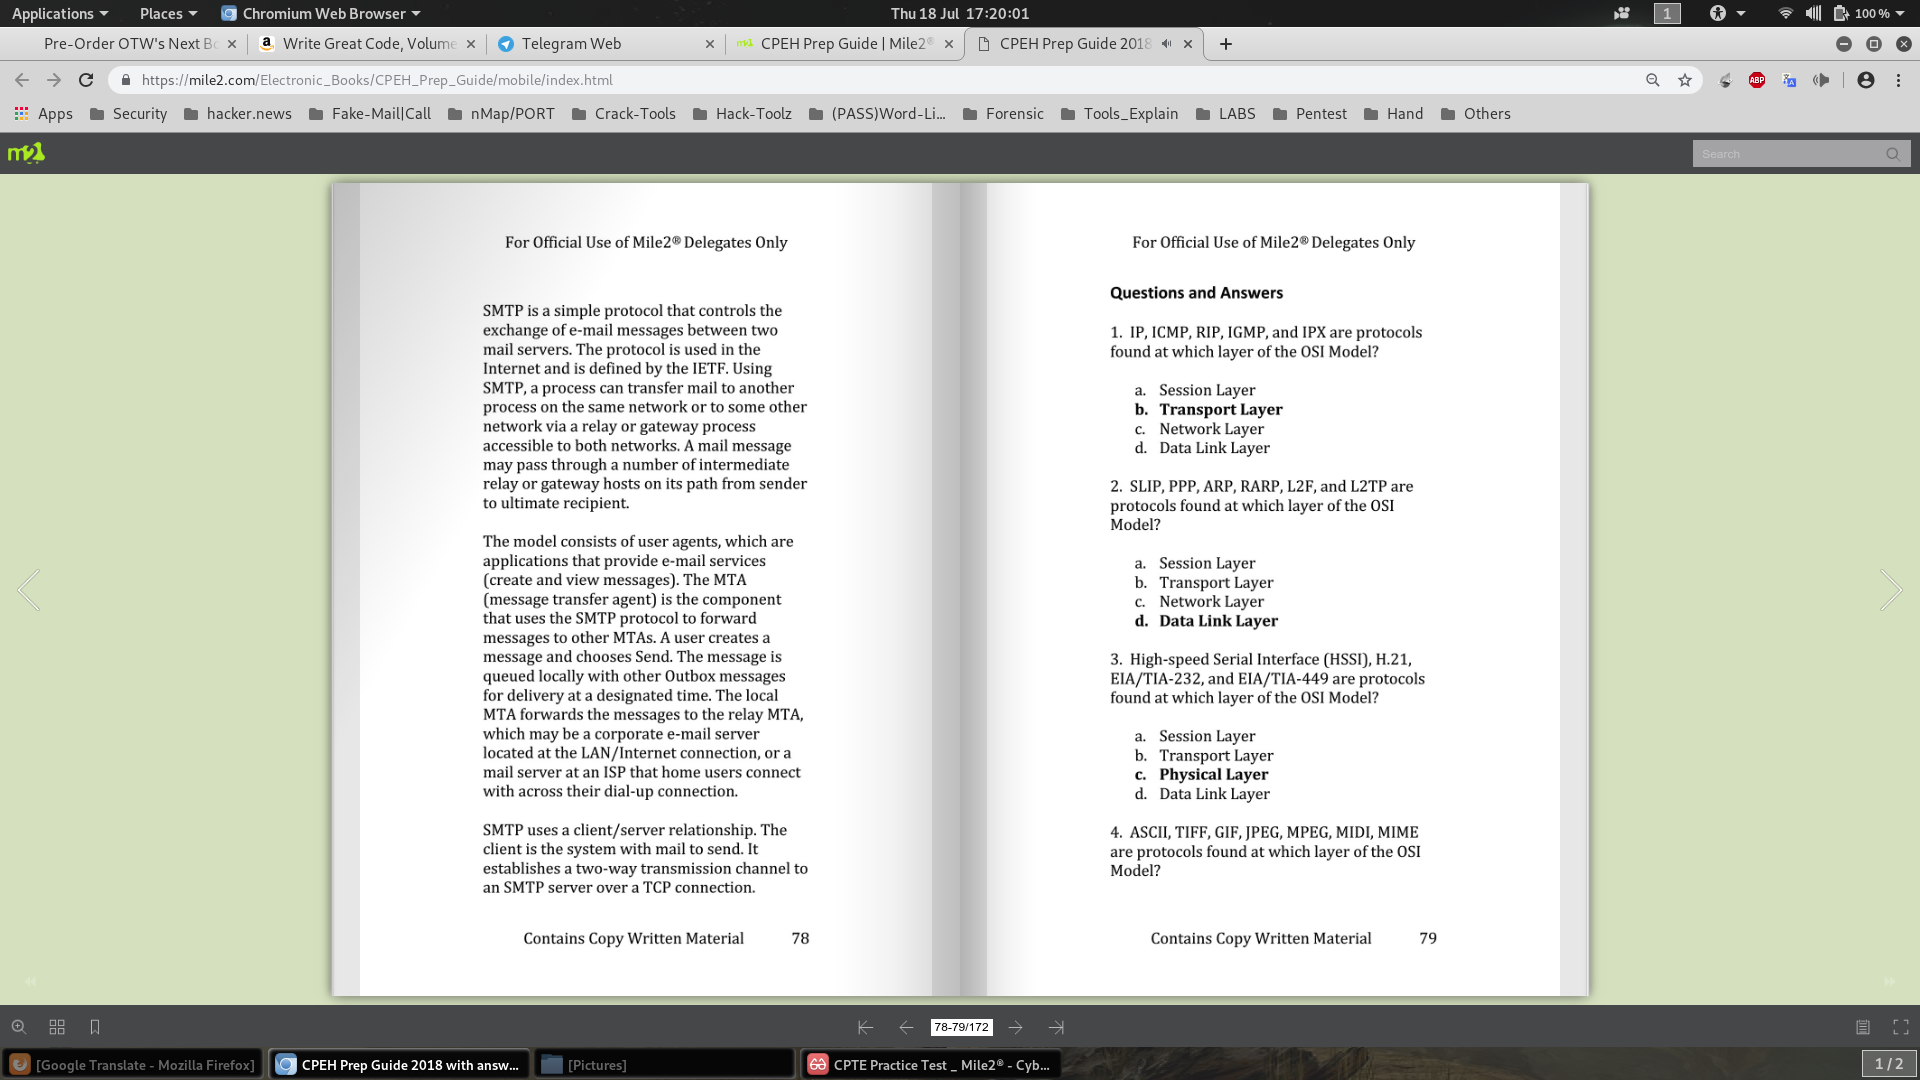 Applications
Places
Chromium Web Browser
Thu 18 Jul 17:20:01
1
100 %
Pre-Order OTW's Next Bo
Write Great Code, Volume
Telegram Web
CPEH Prep Guide | Mile2®
CPEH Prep Guide 2018
https://mile2.com/Electronic_Books/CPEH_Prep_Guide/mobile/index.html
ABP
Apps
Security
hacker.news
Fake-Mail|Call
nMap/PORT
Crack-Tools
Hack-Toolz
(PASS)Word-Li...
Forensic
Tools_Explain
LABS
Pentest
Hand
Others
m2
Search
For Official Use of Mile2® Delegates Only
SMTP is a simple protocol that controls the
exchange of e-mail messages between two
mail servers. The protocol is used in the
Internet and is defined by the IETF. Using
SMTP, a process can transfer mail to another
process on the same network or to some other
network via a relay or gateway process
accessible to both networks. A mail message
may pass through a number of intermediate
relay or gateway hosts on its path from sender
to ultimate recipient.
The model consists of user agents, which are
applications that provide e-mail services
(create and view messages). The MTA
(message transfer agent) is the component
that uses the SMTP protocol to forward
messages to other MTAs. A user creates a
message and chooses Send. The message is
queued locally with other Outbox messages
for delivery at a designated time. The local
MTA forwards the messages to the relay MTA,
which may be a corporate e-mail server
located at the LAN/Internet connection, or a
mail server at an ISP that home users connect
with across their dial-up connection.
SMTP uses a client/server relationship. The
client is the system with mail to send. It
establishes a two-way transmission channel to
an SMTP server over a TCP connection.
Contains Copy Written Material 78
For Official Use of Mile2® Delegates Only
Questions and Answers
1. IP, ICMP, RIP, IGMP, and IPX are protocols
found at which layer of the OSI Model?
a. Session Layer
b. Transport Layer
c. Network Layer
d. Data Link Layer
2. SLIP, PPP, ARP, RARP, L2F, and L2TP are
protocols found at which layer of the OSI
Model?
a. Session Layer
b. Transport Layer
c. Network Layer
d. Data Link Layer
3. High-speed Serial Interface (HSSI), H.21,
EIA/TIA-232, and EIA/TIA-449 are protocols
found at which layer of the OSI Model?
a. Session Layer
b. Transport Layer
c. Physical Layer
d. Data Link Layer
4. ASCII, TIFF, GIF, JPEG, MPEG, MIDI, MIME
are protocols found at which layer of the OSI
Model?
Contains Copy Written Material 79
78-79/172
[Google Translate - Mozilla Firefox]
CPEH Prep Guide 2018 with answ...
[Pictures]
CPTE Practice Test _ Mile2® - Cyb...
1 / 2